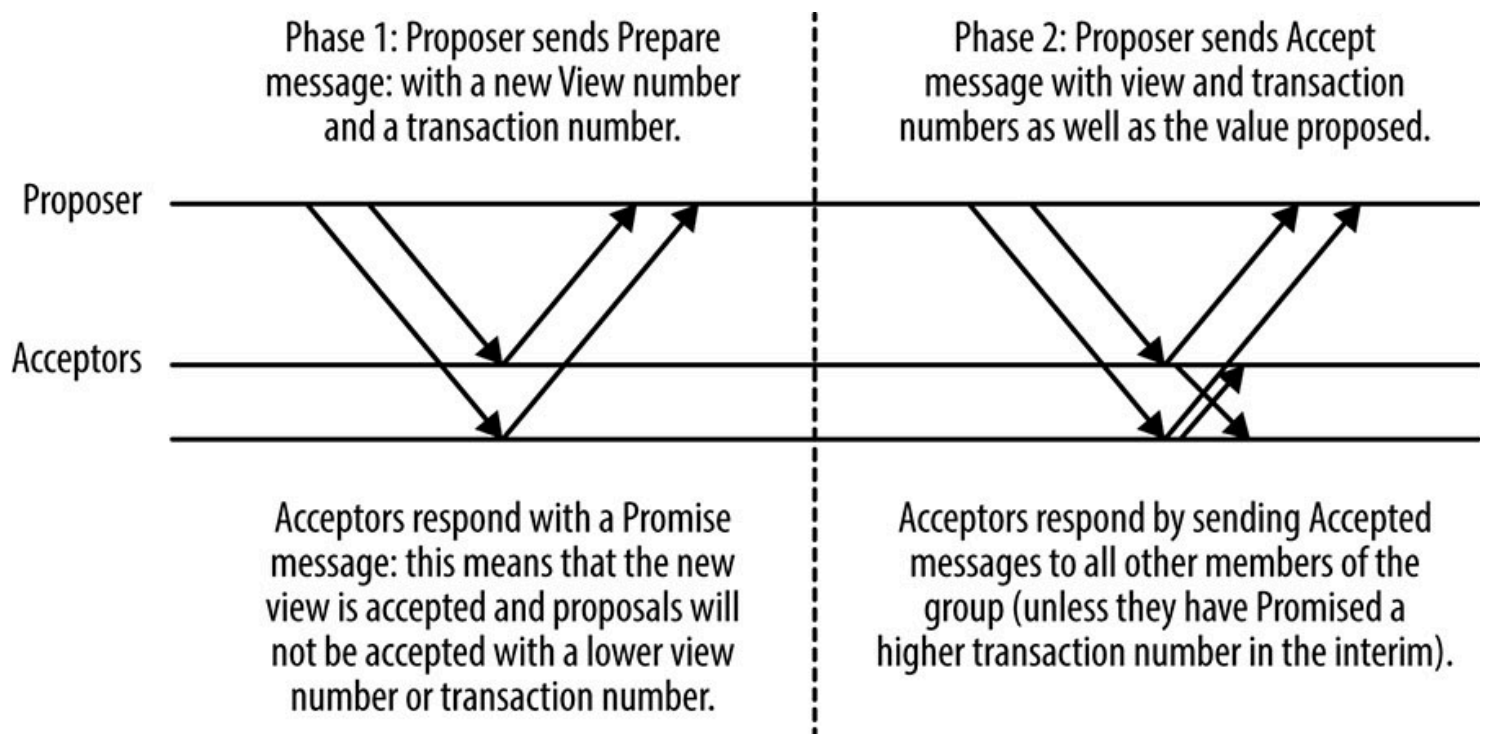 Phase 1: Proposer sends Prepare
message: with a new View number
and a transaction number.
Phase 2: Proposer sends Accept
message with view and transaction
numbers as well as the value proposed.
Proposer
Acceptors
Acceptors respond with a Promise
message: this means that the new
view is accepted and proposals will
not be accepted with a lower view
number or transaction number.
Acceptors respond by sending Accepted
messages to all other members of the
group (unless they have Promised a
higher transaction number in the interim).